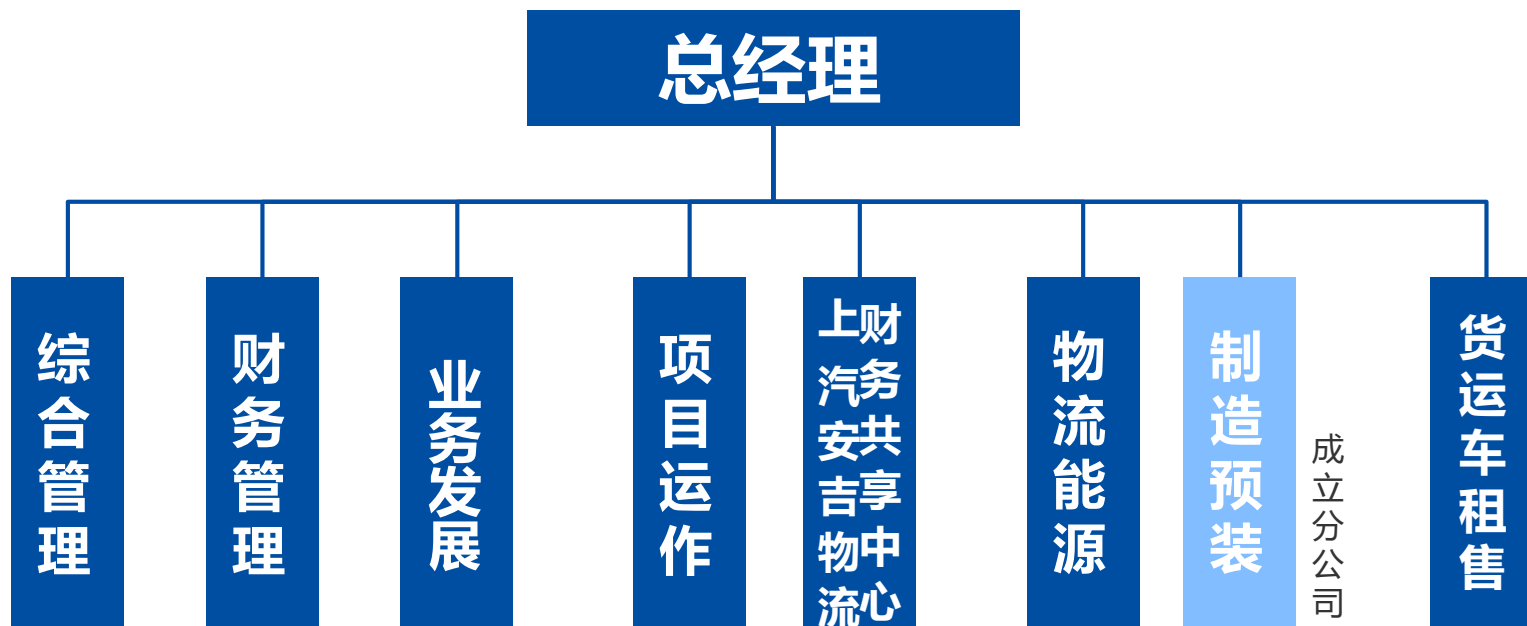 总经理
综合管理
财务管理
业务发展
项目运作
上汽安吉物流
财务共享中心
物流能源
制造预装
成立分公司
货运车租售